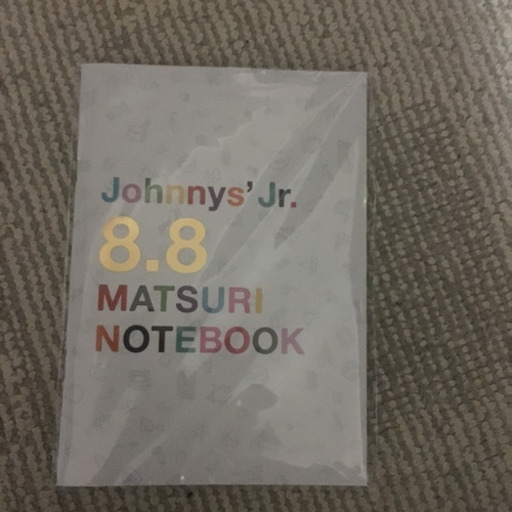 Johnnys' Jr.
8.8
MATSURI
NOTEBOOK